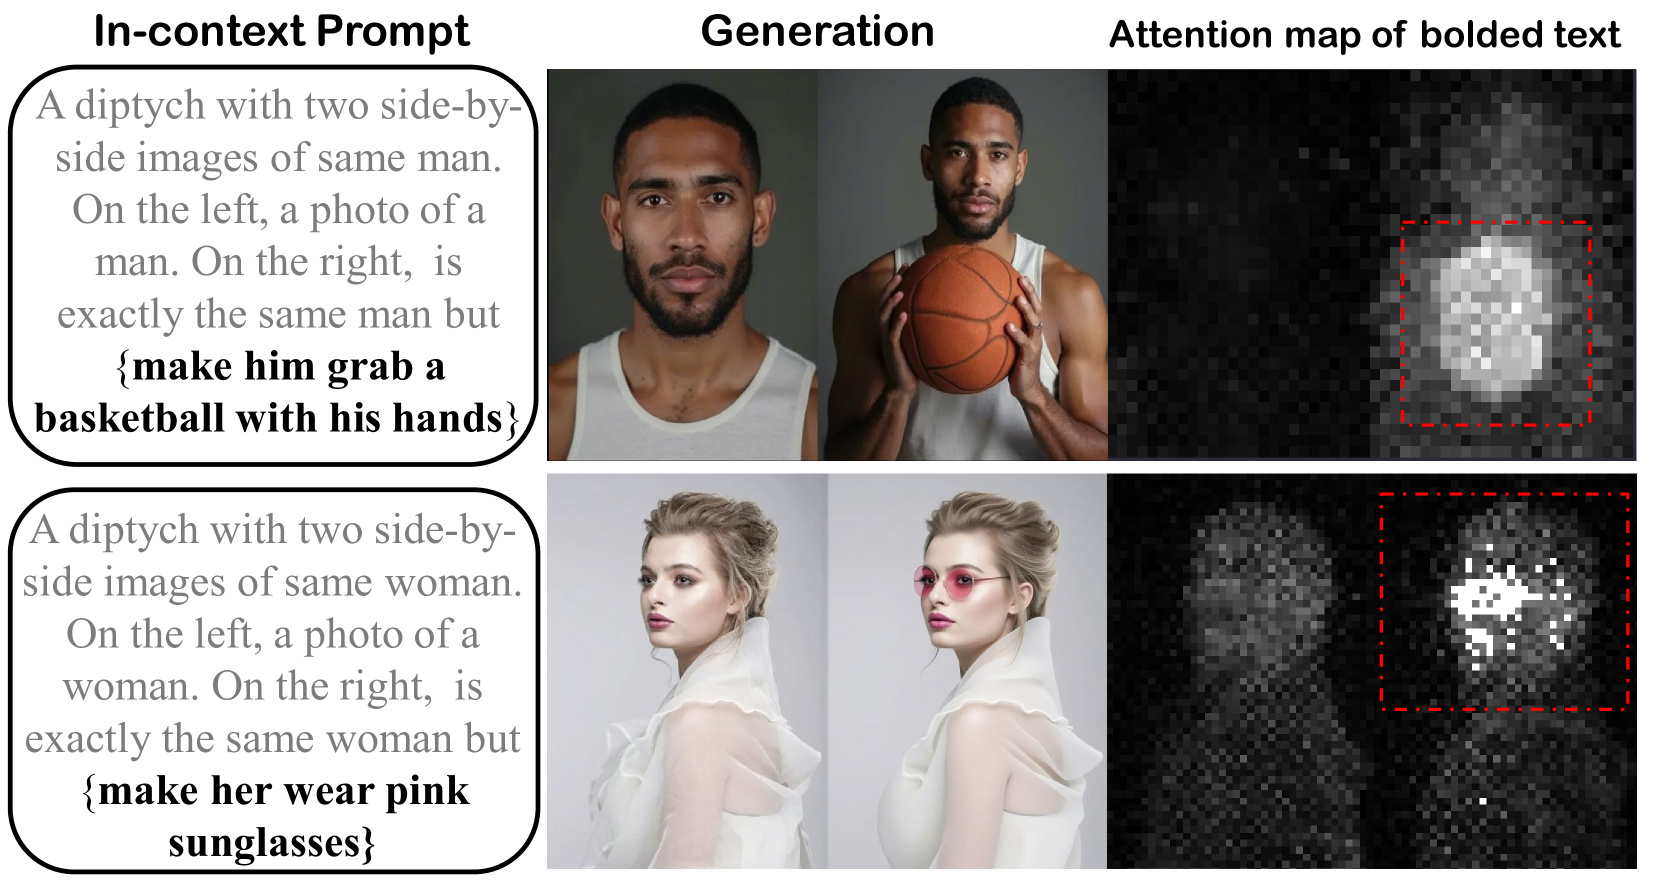 In-context Prompt
Generation
Attention map of bolded text
A diptych with two side-by-
side images of same man.
On the left, a photo of a
man. On the right, is
exactly the same man but
{make him grab a
basketball with his hands}
A diptych with two side-by-
side images of same woman.
On the left, a photo of a
woman. On the right, is
exactly the same woman but
{make her wear pink
sunglasses}